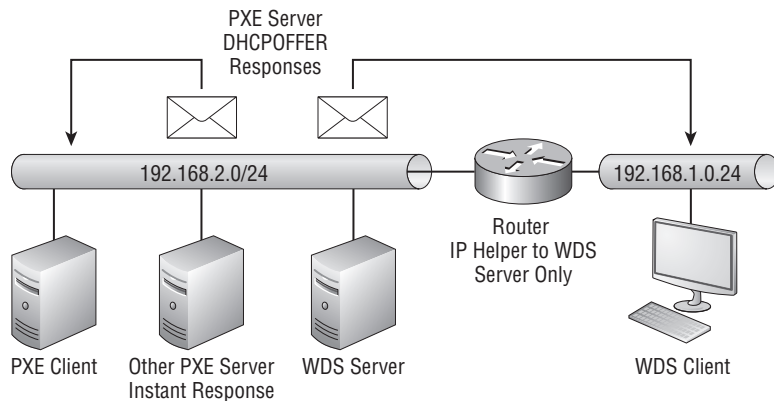 PXE Server
DHCPOFFER
Responses
192.168.2.0/24
192.168.1.0.24
Router
IP Helper to WDS
Server Only
PXE Client
Other PXE Server
Instant Response
WDS Server
WDS Client